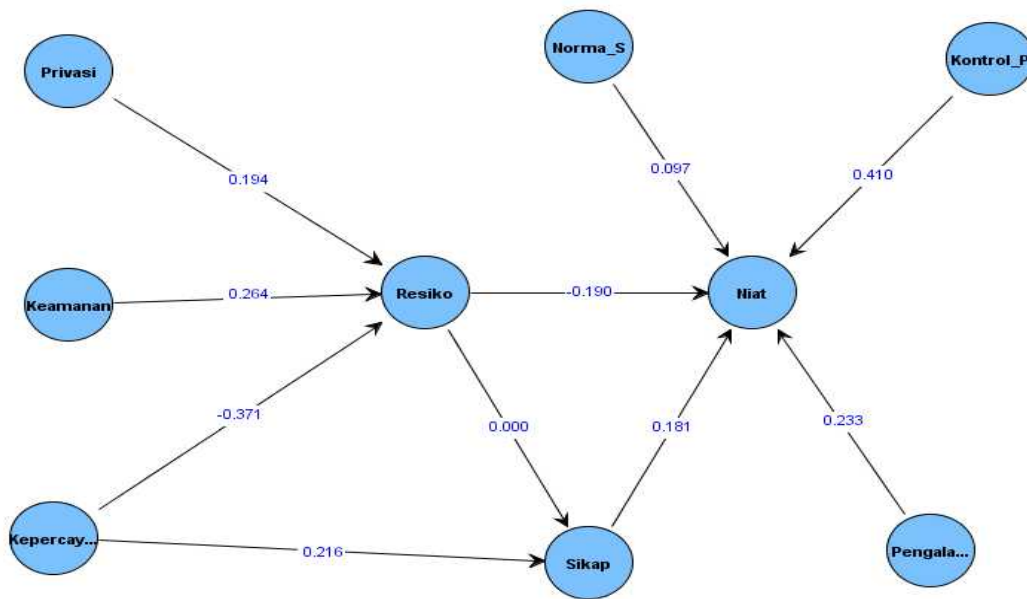 Norma_S
Kontrol_P
Privasi
0.097
0.410
0.194
Keamanan
0.264
Resiko
-0.190
Niat
-0.371
0.000
0.181
0.233
Kepercay...
0.216
Sikap
Pengala...